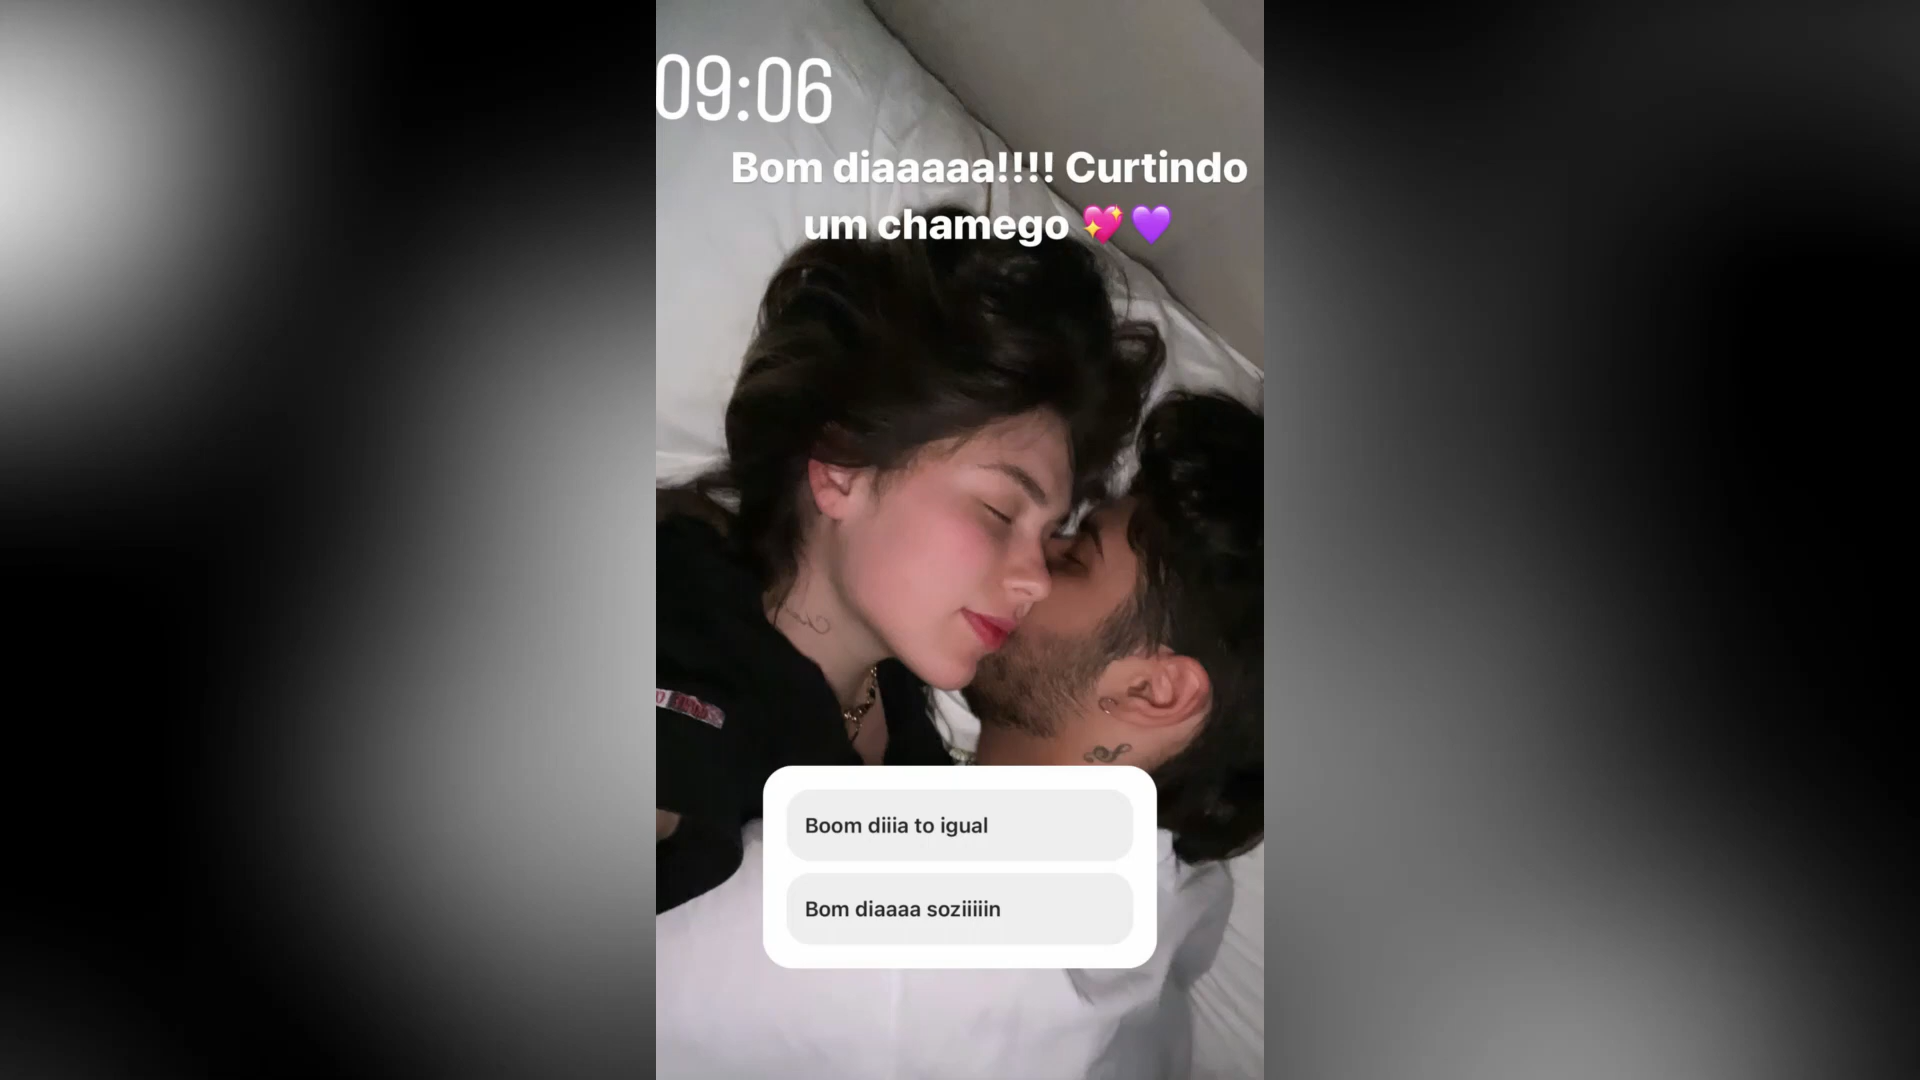 09:06
Bom diaaaaa!!!! Curtindo
um chamego 💖💜
Boom diiia to igual
Bom diaaaa soziiiiin